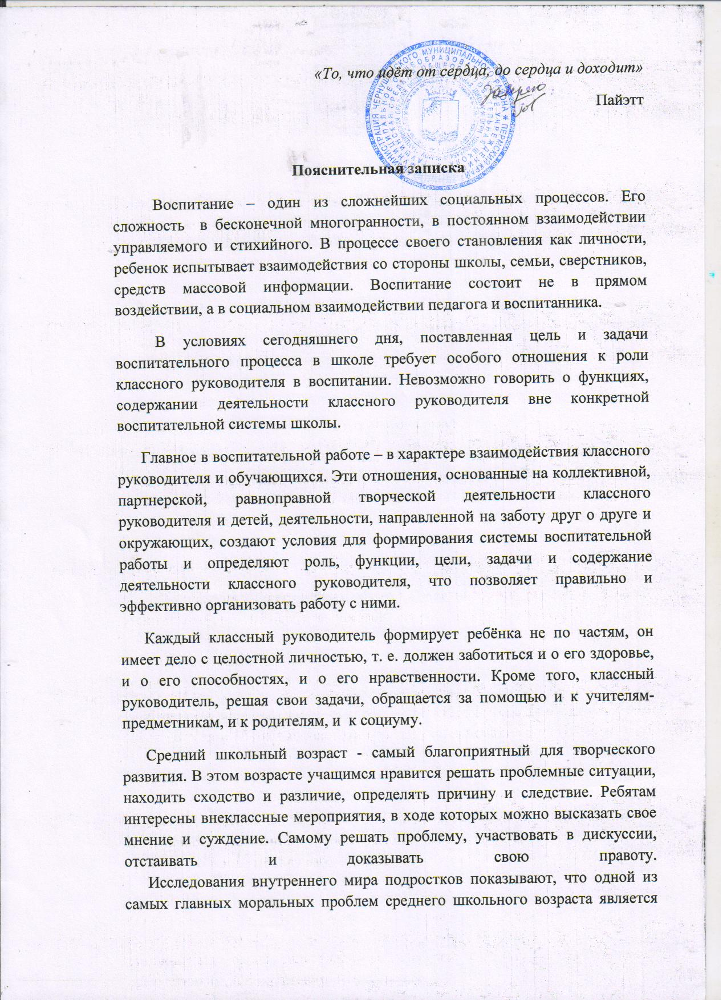 «То, что идёт от сердца, до сердца и доходит»
Заверяю
Пайэтт
АДМИНИСТРАЦИЯ ЧЕРНУШИНСКОГО МУНИЦИПАЛЬНОГО РАЙОНА * ПЕРМСКИЙ КРАЙ
Пояснительная записка
Воспитание – один из сложнейших социальных процессов. Его
сложность в бесконечной многогранности, в постоянном взаимодействии
управляемого и стихийного. В процессе своего становления как личности,
ребенок испытывает взаимодействия со стороны школы, семьи, сверстников,
средств массовой информации. Воспитание состоит не в прямом
воздействии, а в социальном взаимодействии педагога и воспитанника.
В условиях сегодняшнего дня, поставленная цель и задачи
воспитательного процесса в школе требует особого отношения к роли
классного руководителя в воспитании. Невозможно говорить о функциях,
содержании деятельности классного руководителя вне конкретной
воспитательной системы школы.
Главное в воспитательной работе – в характере взаимодействия классного
руководителя и обучающихся. Эти отношения, основанные на коллективной,
партнерской, равноправной творческой деятельности классного
руководителя и детей, деятельности, направленной на заботу друг о друге и
окружающих, создают условия для формирования системы воспитательной
работы и определяют роль, функции, цели, задачи и содержание
деятельности классного руководителя, что позволяет правильно и
эффективно организовать работу с ними.
Каждый классный руководитель формирует ребёнка не по частям, он
имеет дело с целостной личностью, т. е. должен заботиться и о его здоровье,
и о его способностях, и о его нравственности. Кроме того, классный
руководитель, решая свои задачи, обращается за помощью и к учителям-
предметникам, и к родителям, и к социуму.
Средний школьный возраст - самый благоприятный для творческого
развития. В этом возрасте учащимся нравится решать проблемные ситуации,
находить сходство и различие, определять причину и следствие. Ребятам
интересны внеклассные мероприятия, в ходе которых можно высказать свое
мнение и суждение. Самому решать проблему, участвовать в дискуссии,
отстаивать и доказывать свою правоту.
Исследования внутреннего мира подростков показывают, что одной из
самых главных моральных проблем среднего школьного возраста является